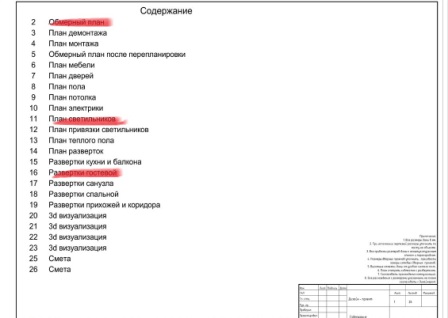 Содержание
2 Обмерный план
3 План демонтажа
4 План монтажа
5 Обмерный план после перепланировки
6 План мебели
7 План дверей
8 План пола
9 План потолка
10 План электрики
11 План светильников
12 План привязки светильников
13 План теплого пола
14 План разверток
15 Развертки кухни и балкона
16 Развертки гостевой
17 Развертки санузла
18 Развертки спальной
19 Развертки прихожей и коридора
20 3d визуализация
21 3d визуализация
22 3d визуализация
23 3d визуализация
25 Смета
26 Смета